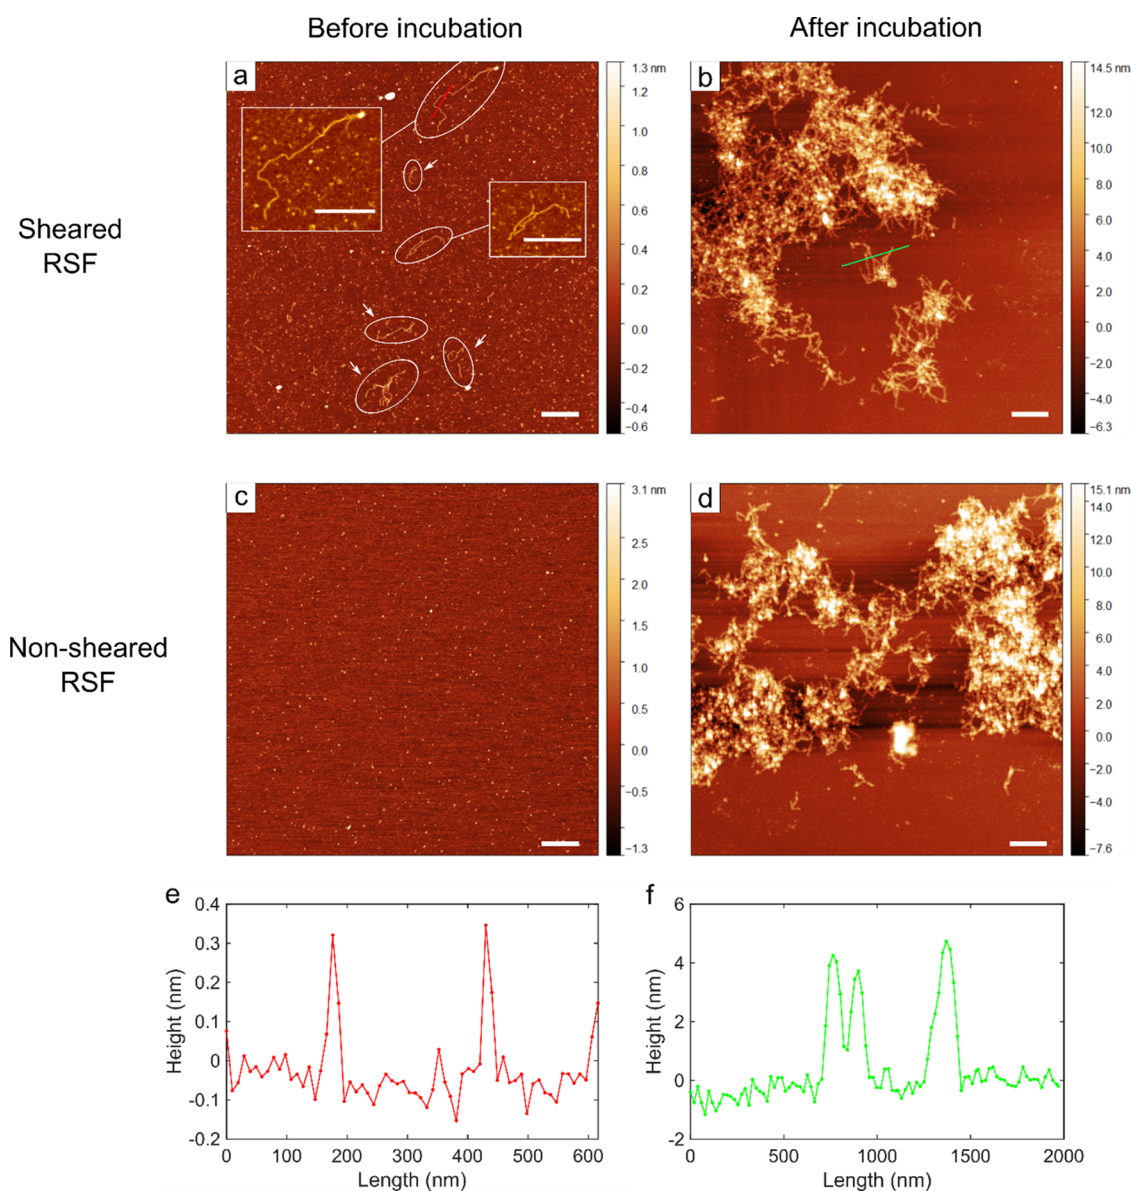 Before incubation
After incubation
Sheared
RSF
a
1.3 nm
1.0
0.8
0.6
0.4
0.2
0.0
−0.2
−0.4
−0.6
b
14.5 nm
12.0
10.0
8.0
6.0
4.0
2.0
0.0
−2.0
−4.0
−6.3
Non-sheared
RSF
c
3.1 nm
2.5
2.0
1.5
1.0
0.5
0.0
−0.5
−1.3
d
15.1 nm
14.0
12.0
10.0
8.0
6.0
4.0
2.0
0.0
−2.0
−4.0
−7.6
e
Height (nm)
0.4
0.3
0.2
0.1
0
-0.1
-0.2
0 100 200 300 400 500 600
Length (nm)
f
Height (nm)
6
4
2
0
-2
0 500 1000 1500 2000
Length (nm)